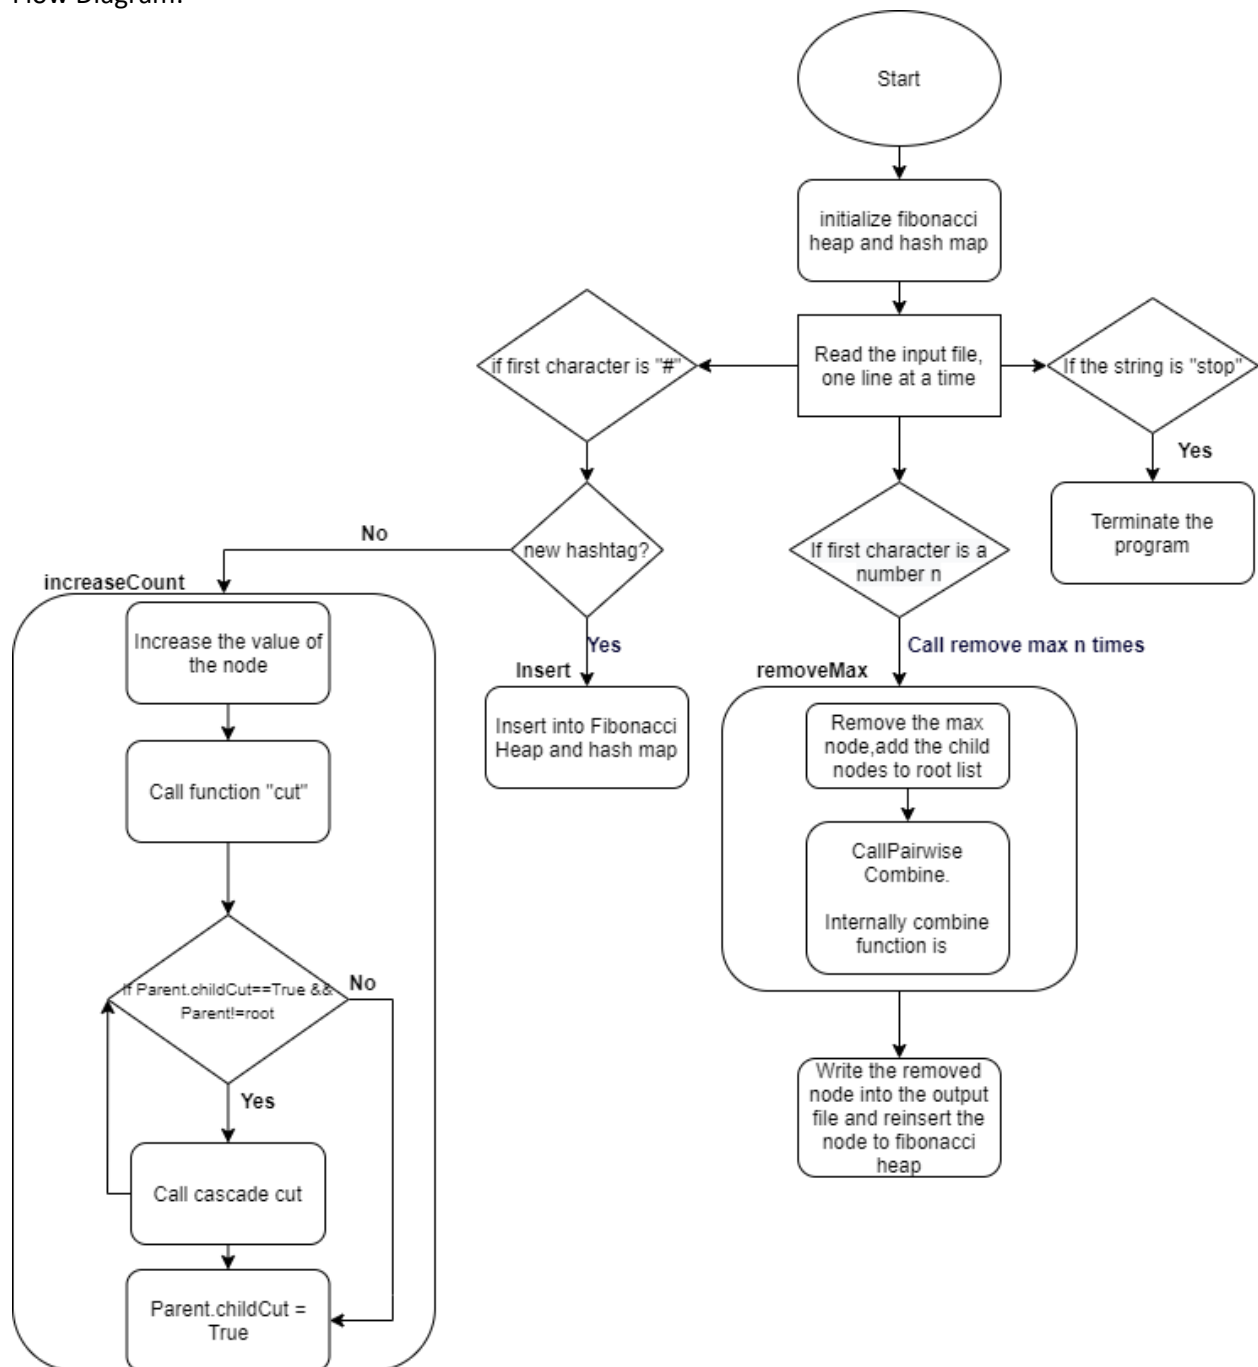 Flow Diagram:
Start
initialize fibonacci
heap and hash map
Read the input file,
one line at a time
if first character is "#"
If the string is "stop"
Yes
Terminate the
program
new hashtag?
No
Yes
If first character is a
number n
Call remove max n times
increaseCount
Increase the value of
the node
Call function "cut"
if Parent.childCut==True &&
Parent!=root
No
Yes
Call cascade cut
Parent.childCut =
True
Insert
Insert into Fibonacci
Heap and hash map
removeMax
Remove the max
node,add the child
nodes to root list
CallPairwise
Combine.
Internally combine
function is
Write the removed
node into the output
file and reinsert the
node to fibonacci
heap